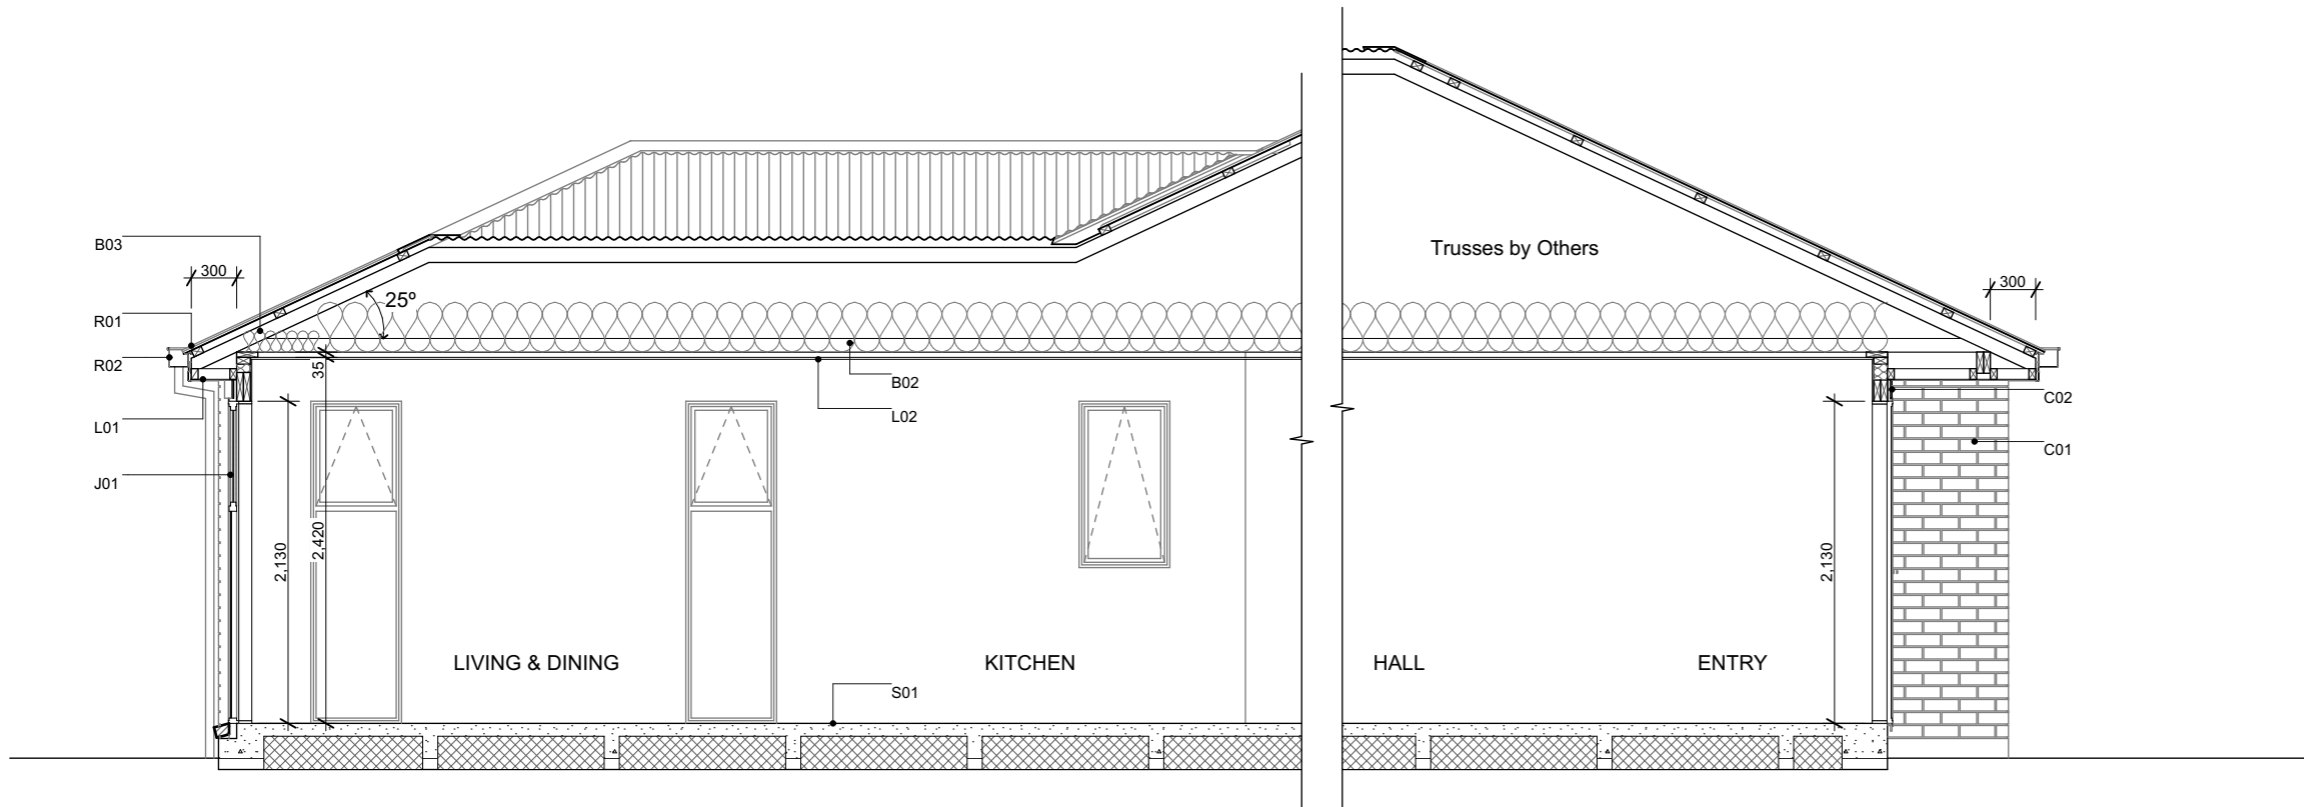 Trusses by Others
B03
300
300
25º
R01
R02
35
B02
L02
L01
C02
C01
J01
2,130
2,420
2,130
LIVING & DINING
KITCHEN
HALL
ENTRY
S01